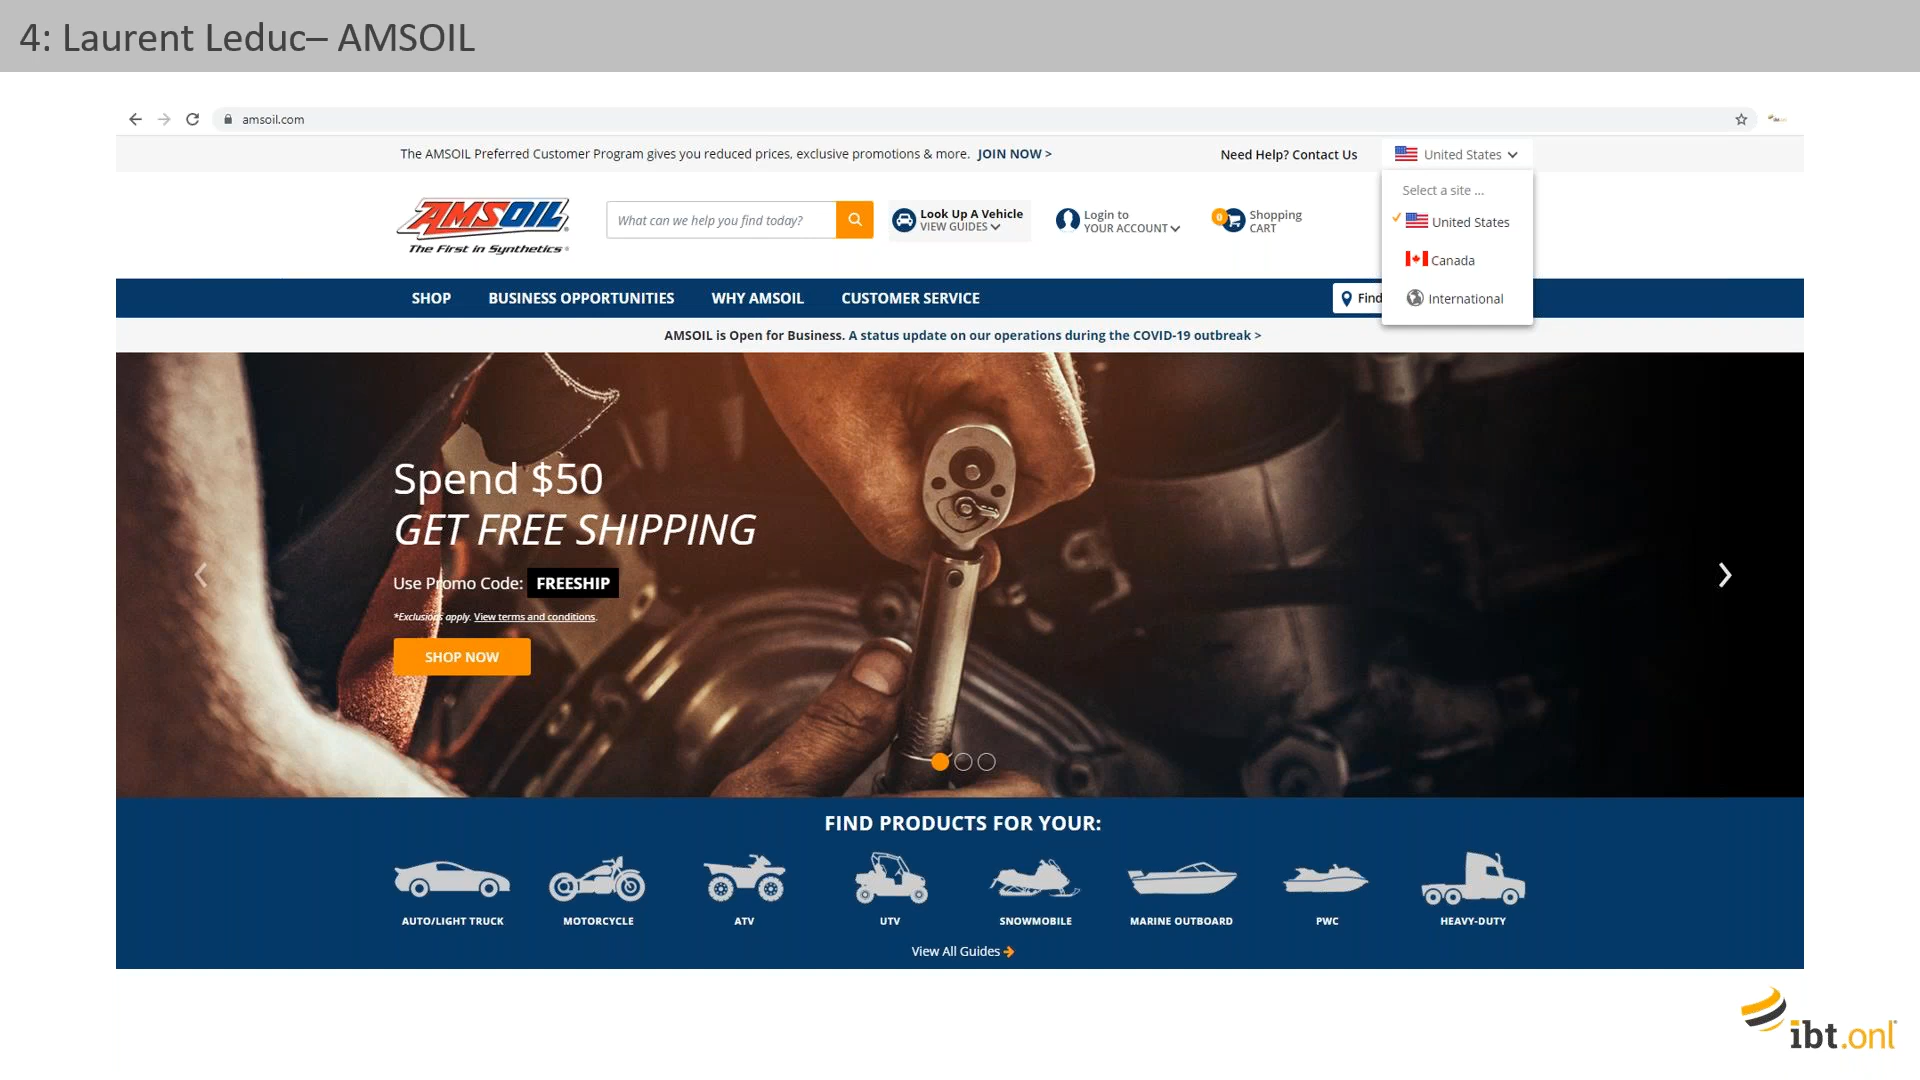 4: Laurent Leduc– AMSOIL
amsoil.com
The AMSOIL Preferred Customer Program gives you reduced prices, exclusive promotions & more. JOIN NOW >
Need Help? Contact Us
United States
Select a site ...
United States
Canada
International
AMSOIL
The First in Synthetics®
What can we help you find today?
Look Up A Vehicle
VIEW GUIDES
Login to
YOUR ACCOUNT
0
Shopping
CART
SHOP
BUSINESS OPPORTUNITIES
WHY AMSOIL
CUSTOMER SERVICE
Find
AMSOIL is Open for Business. A status update on our operations during the COVID-19 outbreak >
Spend $50
GET FREE SHIPPING
Use Promo Code: FREESHIP
*Exclusions apply. View terms and conditions.
SHOP NOW
FIND PRODUCTS FOR YOUR:
AUTO/LIGHT TRUCK
MOTORCYCLE
ATV
UTV
SNOWMOBILE
MARINE OUTBOARD
PWC
HEAVY-DUTY
View All Guides
ibt.onl